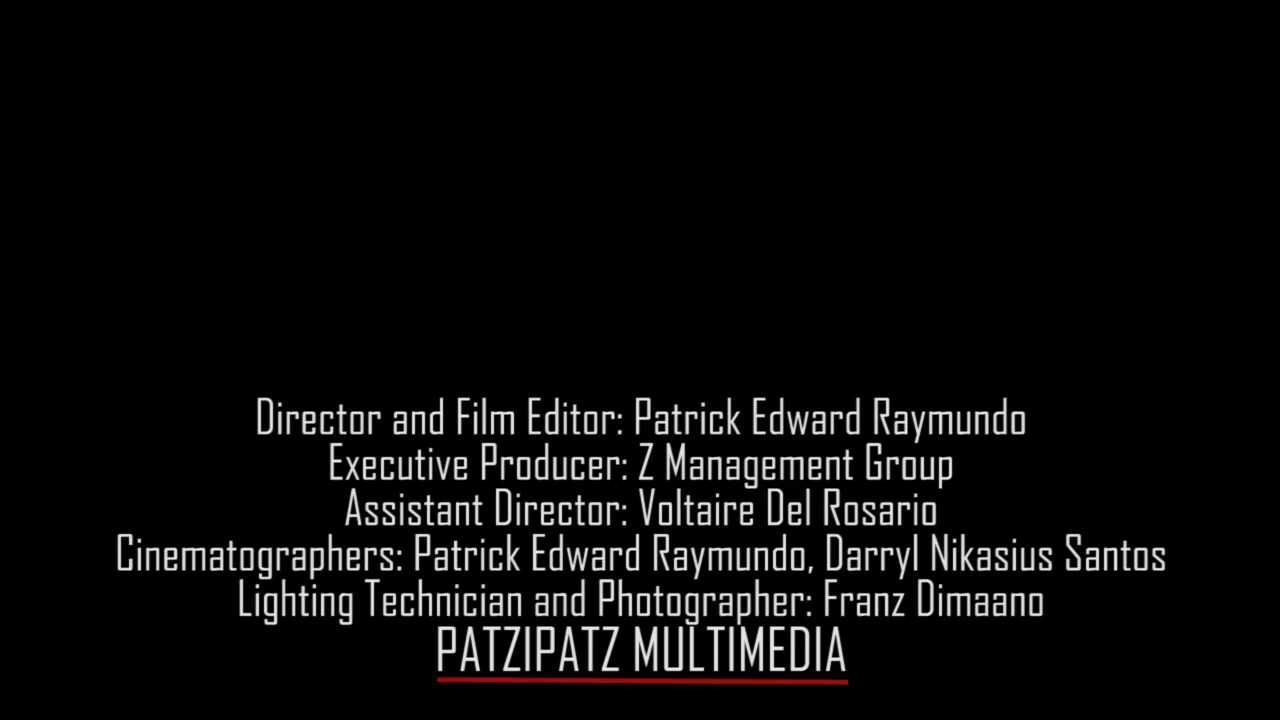 Director and Film Editor: Patrick Edward Raymundo
Executive Producer: Z Management Group
Assistant Director: Voltaire Del Rosario
Cinematographers: Patrick Edward Raymundo, Darryl Nikasius Santos
Lighting Technician and Photographer: Franz Dimaano
PATZIPATZ MULTIMEDIA